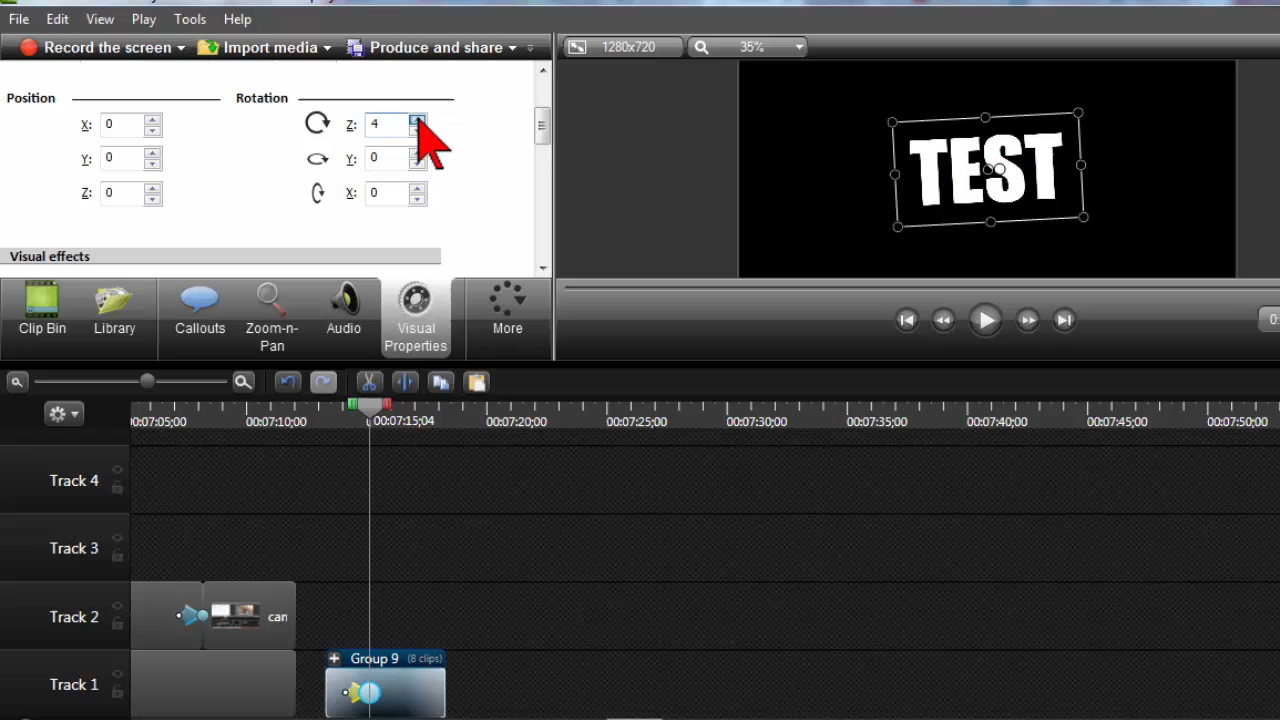 File Edit View Play Tools Help
Record the screen Import media Produce and share
1280x720 35%
Position Rotation
X: 0 Z: 4
Y: 0 Y: 0
Z: 0 X: 0
Visual effects
TEST
Clip Bin Library Callouts Zoom-n-Pan Audio Visual Properties More
00:07:10;00 00:07:15;04 00:07:20;00 00:07:25;00 00:07:30;00 00:07:35;00 00:07:40;00 00:07:45;00 00:07:50;00
Track 4
Track 3
Track 2 can
Group 9 (8 clips)
Track 1